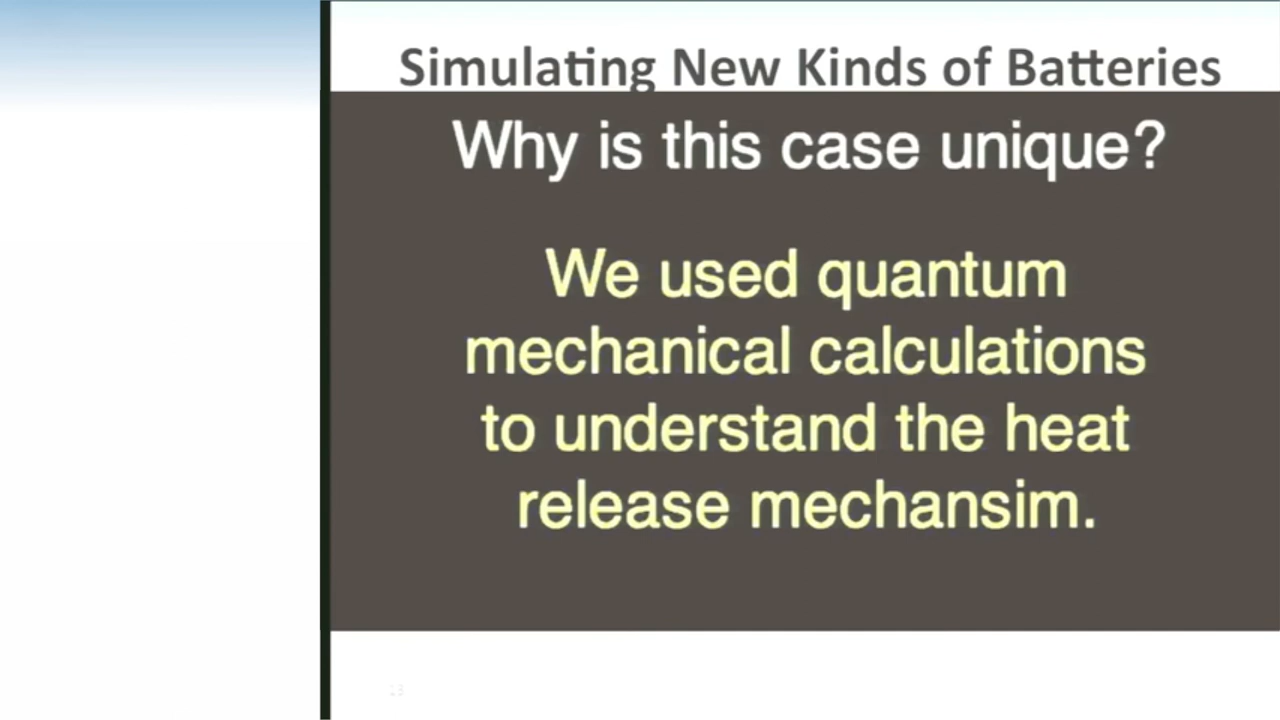 Simulating New Kinds of Batteries
Why is this case unique?
We used quantum
mechanical calculations
to understand the heat
release mechansim.
13